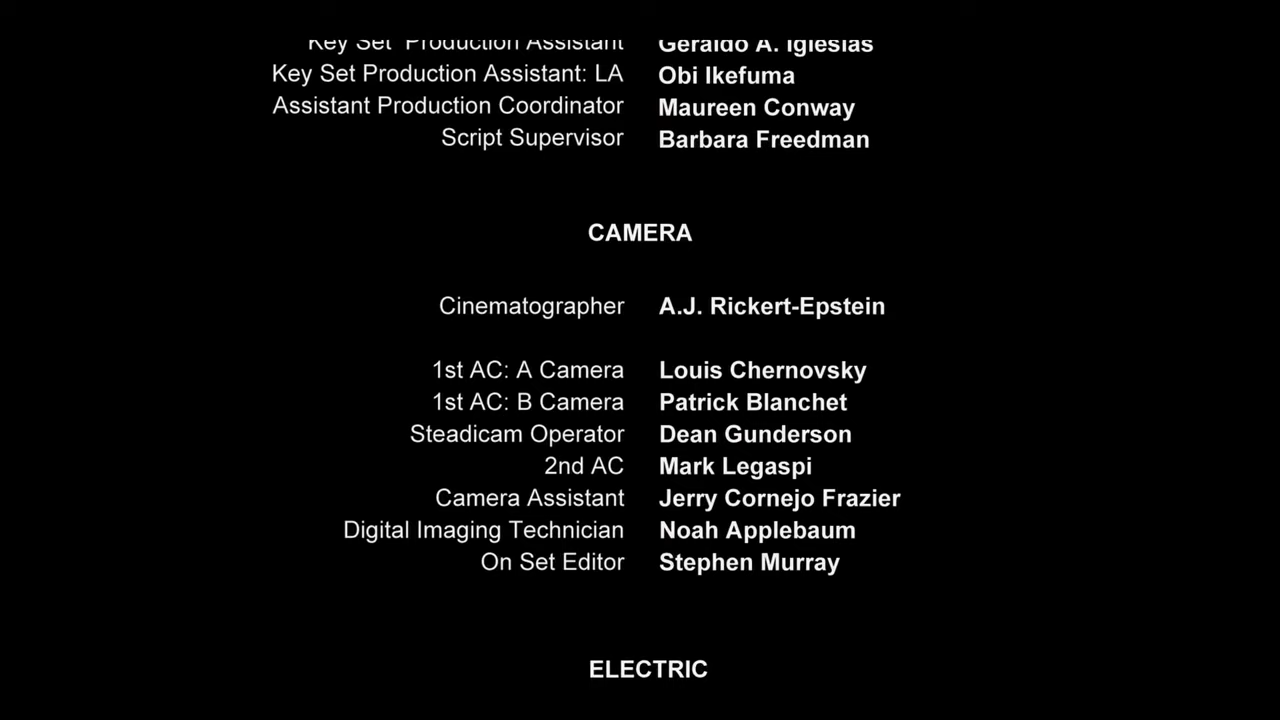 Key Set Production Assistant Geraldo A. Iglesias
Key Set Production Assistant: LA Obi Ikefuma
Assistant Production Coordinator Maureen Conway
Script Supervisor Barbara Freedman
CAMERA
Cinematographer A.J. Rickert-Epstein
1st AC: A Camera Louis Chernovsky
1st AC: B Camera Patrick Blanchet
Steadicam Operator Dean Gunderson
2nd AC Mark Legaspi
Camera Assistant Jerry Cornejo Frazier
Digital Imaging Technician Noah Applebaum
On Set Editor Stephen Murray
ELECTRIC